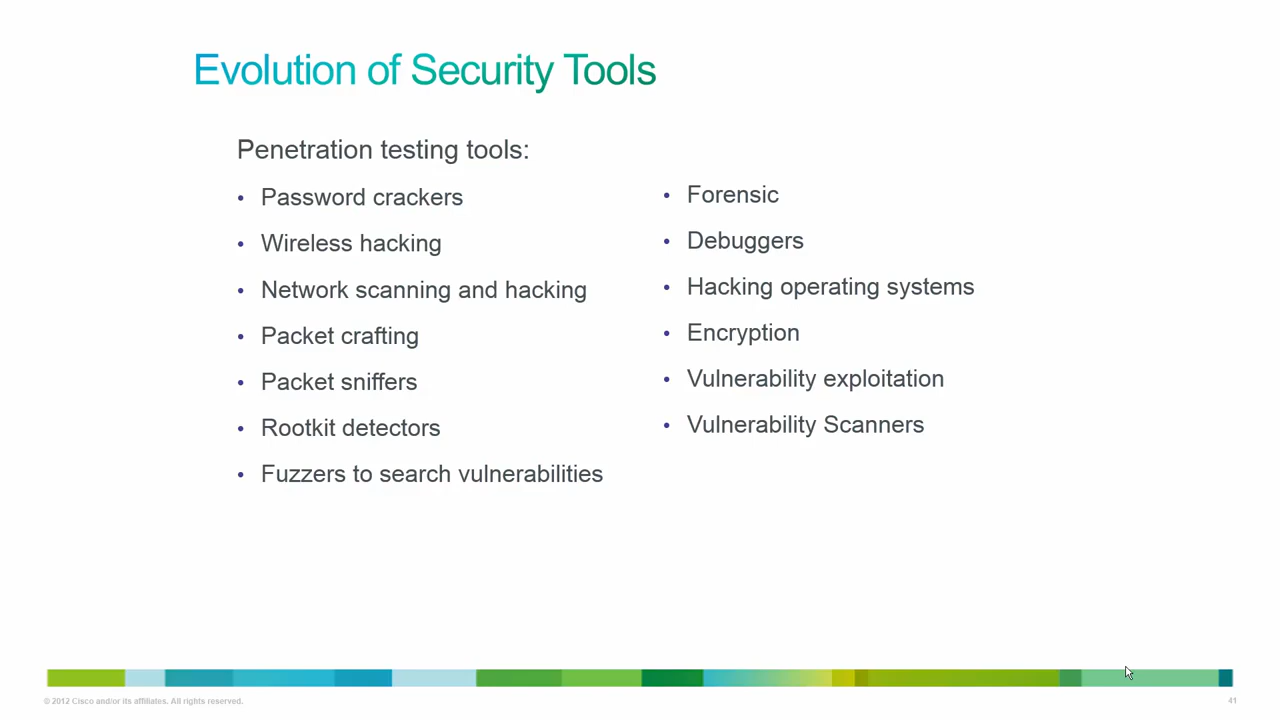 Evolution of Security Tools
Penetration testing tools:
• Password crackers
• Wireless hacking
• Network scanning and hacking
• Packet crafting
• Packet sniffers
• Rootkit detectors
• Fuzzers to search vulnerabilities
• Forensic
• Debuggers
• Hacking operating systems
• Encryption
• Vulnerability exploitation
• Vulnerability Scanners
© 2012 Cisco and/or its affiliates. All rights reserved.
41